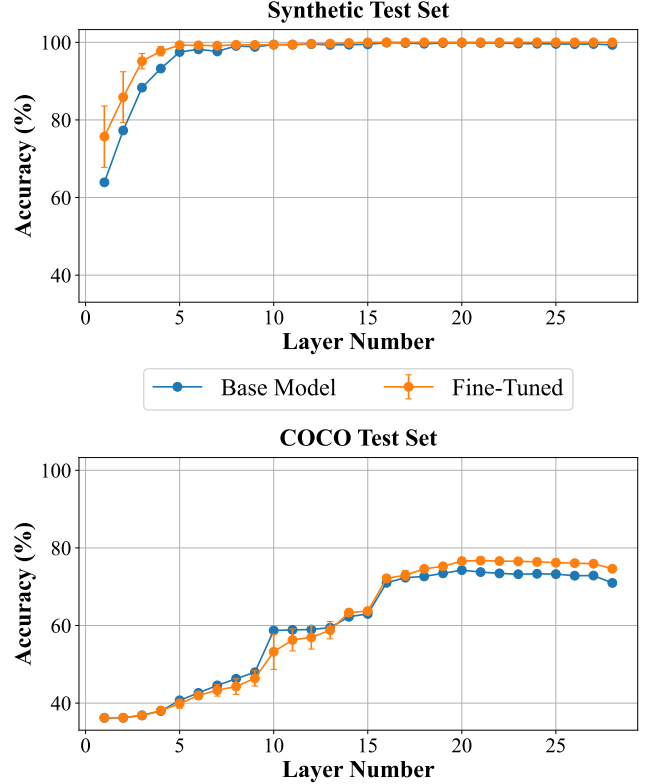 Synthetic Test Set
Accuracy (%)
100
80
60
40
0 5 10 15 20 25
Layer Number
Base Model Fine-Tuned
COCO Test Set
Accuracy (%)
100
80
60
40
0 5 10 15 20 25
Layer Number